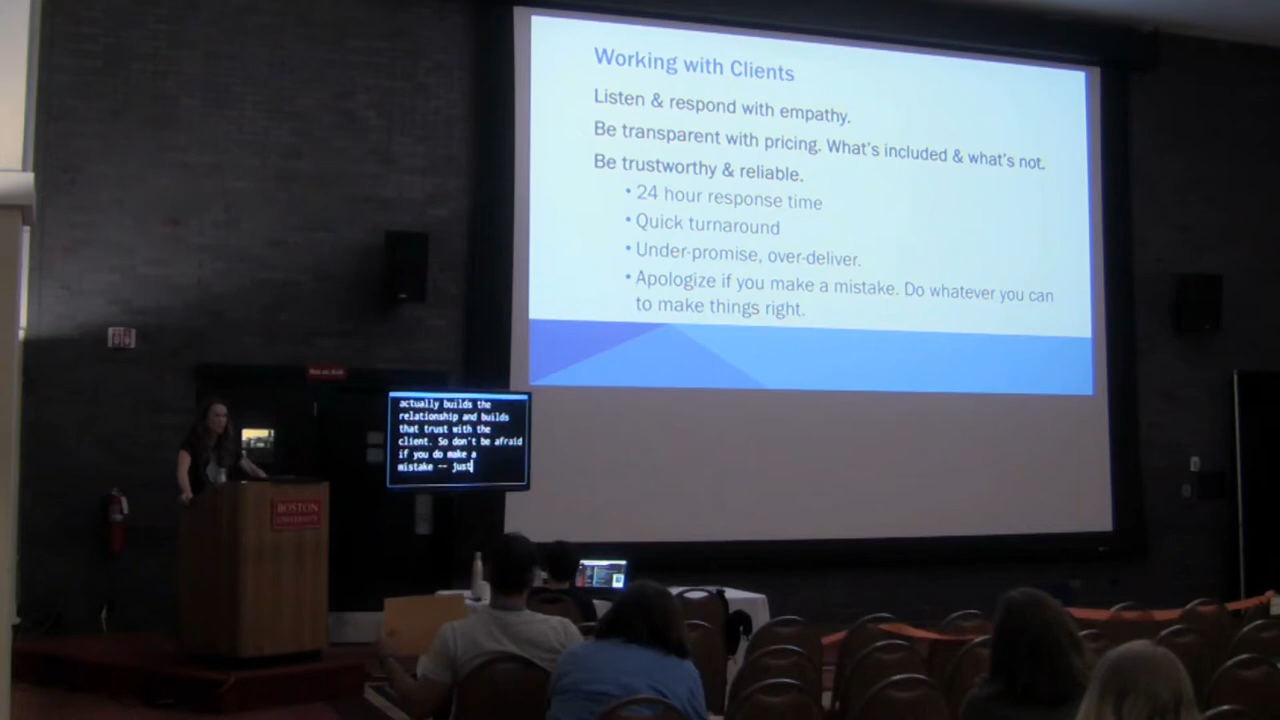 Working with Clients
Listen & respond with empathy.
Be transparent with pricing. What's included & what's not.
Be trustworthy & reliable.
• 24 hour response time
• Quick turnaround
• Under-promise, over-deliver.
• Apologize if you make a mistake. Do whatever you can
to make things right.
actually builds the
relationship and builds
that trust with the
client. So don't be afraid
if you do make a
mistake -- just
BOSTON
UNIVERSITY